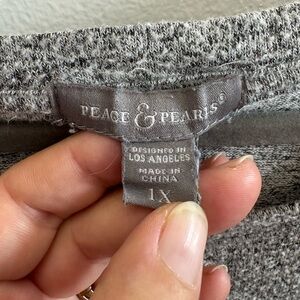 PEACE & PEARLS®
DESIGNED IN
LOS ANGELES
MADE IN
CHINA
1X